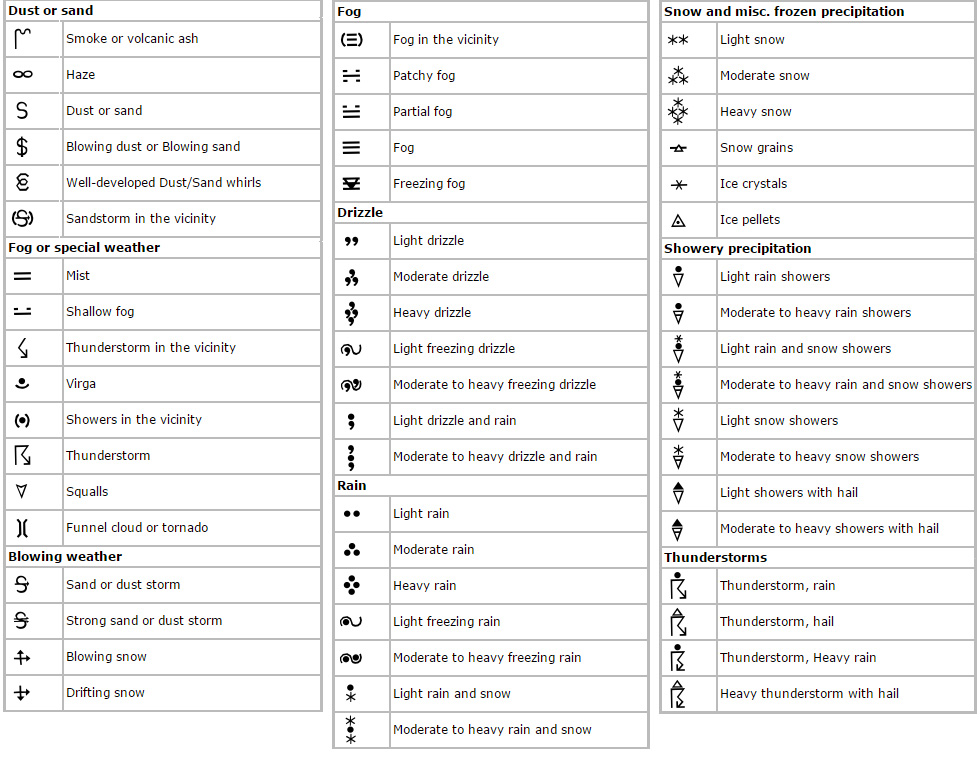 Dust or sand
Smoke or volcanic ash
Haze
Dust or sand
Blowing dust or Blowing sand
Well-developed Dust/Sand whirls
Sandstorm in the vicinity
Fog or special weather
Mist
Shallow fog
Thunderstorm in the vicinity
Virga
Showers in the vicinity
Thunderstorm
Squalls
Funnel cloud or tornado
Blowing weather
Sand or dust storm
Strong sand or dust storm
Blowing snow
Drifting snow
Fog
Fog in the vicinity
Patchy fog
Partial fog
Fog
Freezing fog
Drizzle
Light drizzle
Moderate drizzle
Heavy drizzle
Light freezing drizzle
Moderate to heavy freezing drizzle
Light drizzle and rain
Moderate to heavy drizzle and rain
Rain
Light rain
Moderate rain
Heavy rain
Light freezing rain
Moderate to heavy freezing rain
Light rain and snow
Moderate to heavy rain and snow
Snow and misc. frozen precipitation
Light snow
Moderate snow
Heavy snow
Snow grains
Ice crystals
Ice pellets
Showery precipitation
Light rain showers
Moderate to heavy rain showers
Light rain and snow showers
Moderate to heavy rain and snow showers
Light snow showers
Moderate to heavy snow showers
Light showers with hail
Moderate to heavy showers with hail
Thunderstorms
Thunderstorm, rain
Thunderstorm, hail
Thunderstorm, Heavy rain
Heavy thunderstorm with hail